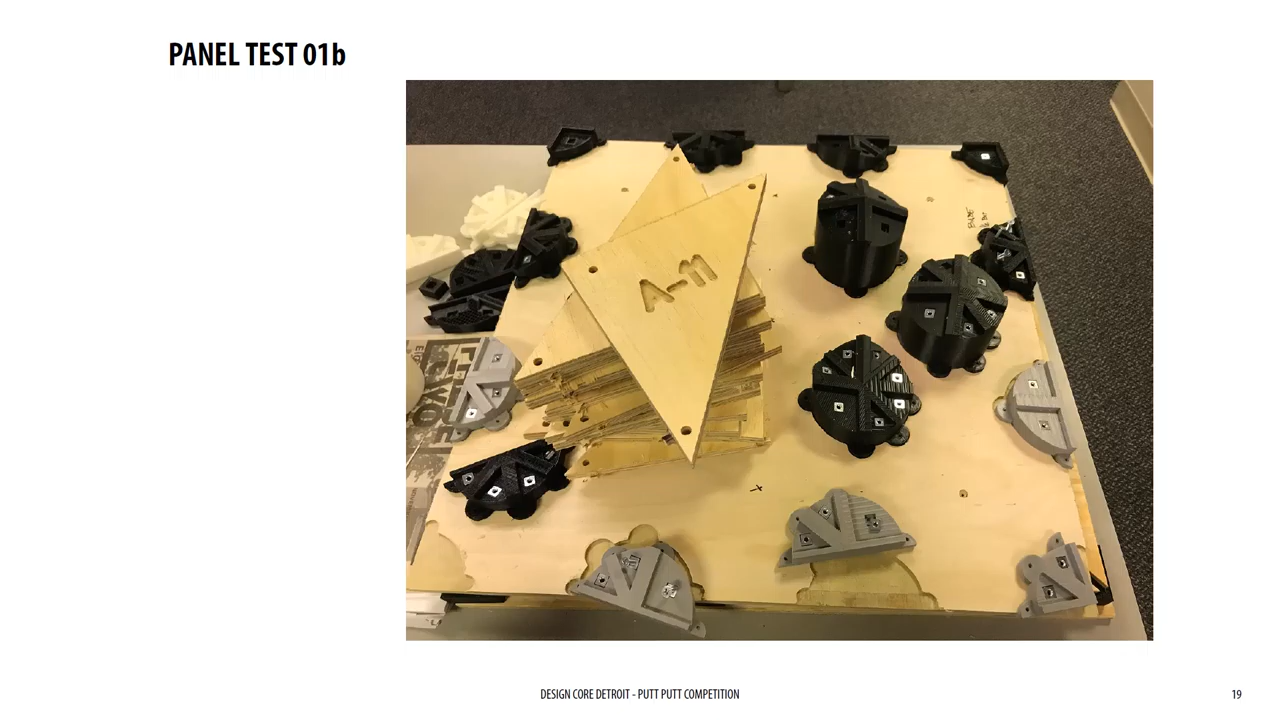 PANEL TEST 01b
A-11
DESIGN CORE DETROIT - PUTT PUTT COMPETITION
19